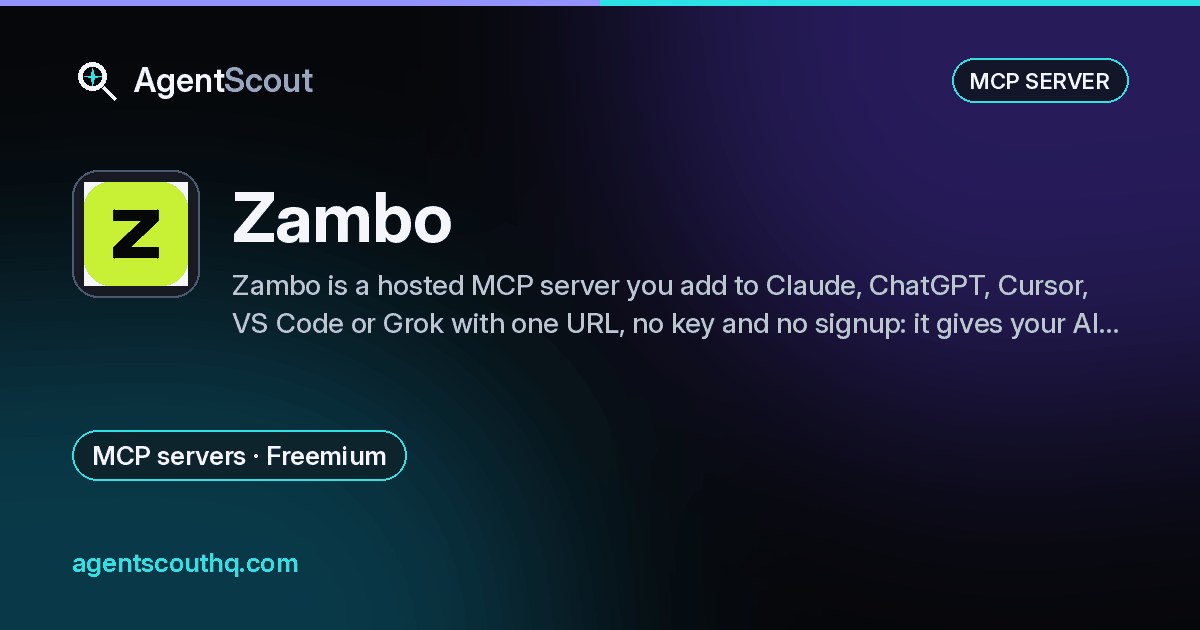 AgentScout
MCP SERVER
Z
Zambo
Zambo is a hosted MCP server you add to Claude, ChatGPT, Cursor,
VS Code or Grok with one URL, no key and no signup: it gives your AI...
MCP servers · Freemium
agentscouthq.com